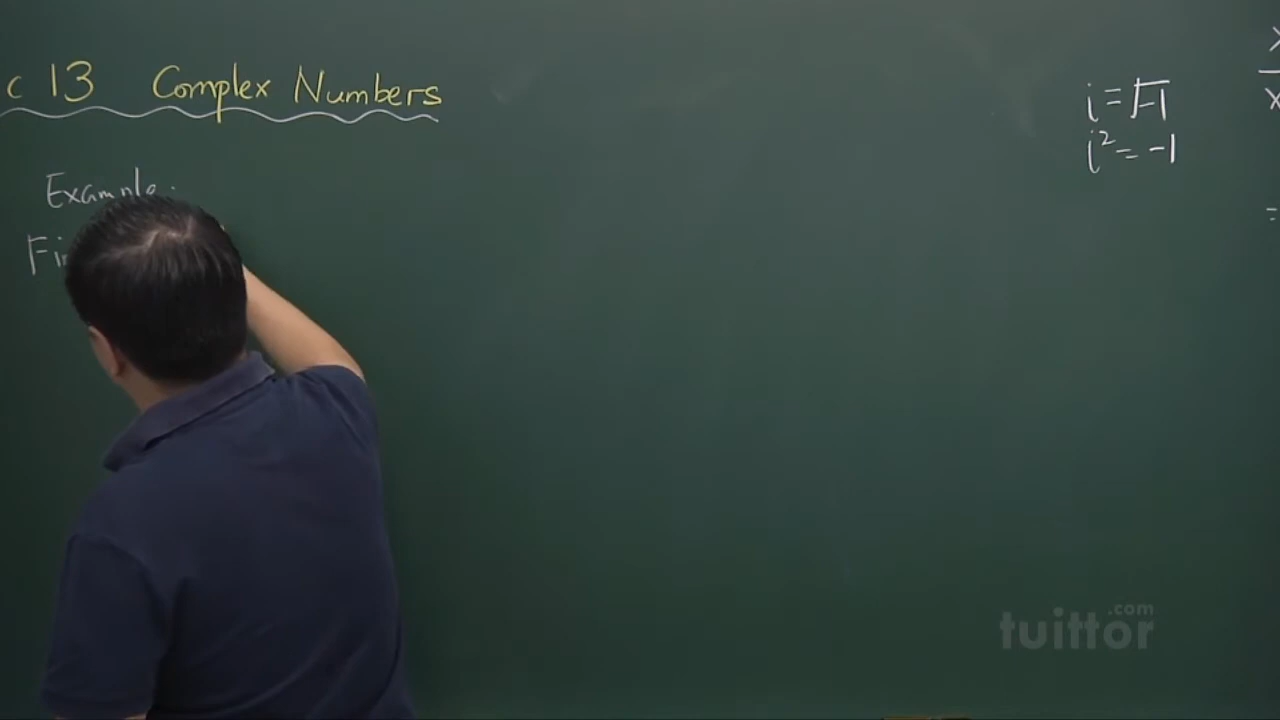 c 13 Complex Numbers
Example:
i = √-1
i² = -1
tuittor.com